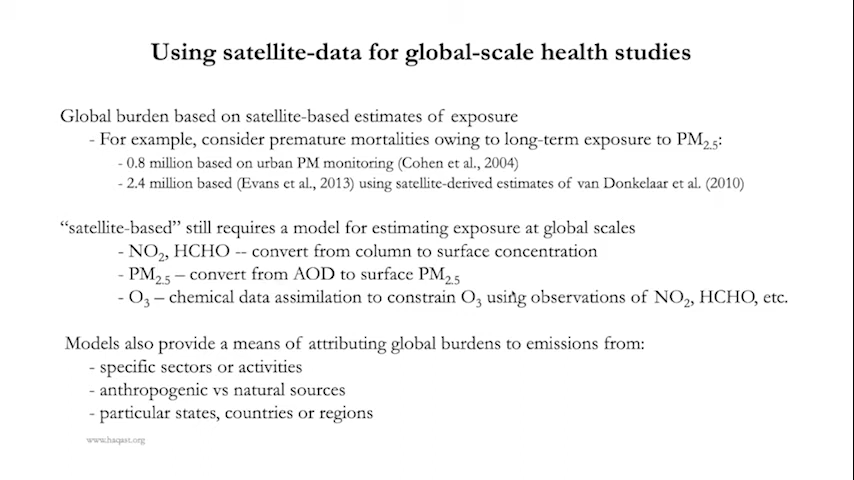 Using satellite-data for global-scale health studies
Global burden based on satellite-based estimates of exposure
- For example, consider premature mortalities owing to long-term exposure to PM2.5:
- 0.8 million based on urban PM monitoring (Cohen et al., 2004)
- 2.4 million based (Evans et al., 2013) using satellite-derived estimates of van Donkelaar et al. (2010)
“satellite-based” still requires a model for estimating exposure at global scales
- NO2, HCHO -- convert from column to surface concentration
- PM2.5 – convert from AOD to surface PM2.5
- O3 – chemical data assimilation to constrain O3 using observations of NO2, HCHO, etc.
Models also provide a means of attributing global burdens to emissions from:
- specific sectors or activities
- anthropogenic vs natural sources
- particular states, countries or regions
www.haqast.org